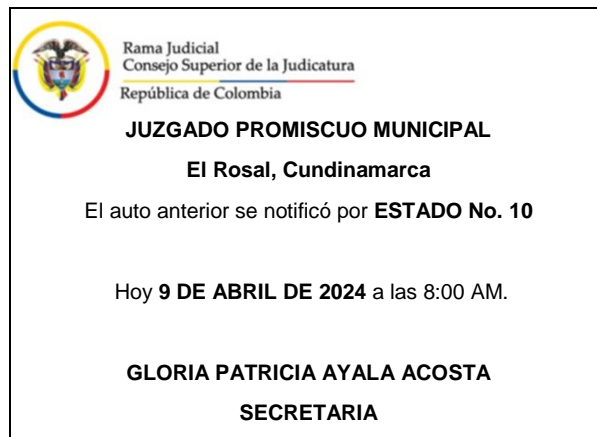 Rama Judicial
Consejo Superior de la Judicatura
República de Colombia
JUZGADO PROMISCUO MUNICIPAL
El Rosal, Cundinamarca
El auto anterior se notificó por ESTADO No. 10
Hoy 9 DE ABRIL DE 2024 a las 8:00 AM.
GLORIA PATRICIA AYALA ACOSTA
SECRETARIA